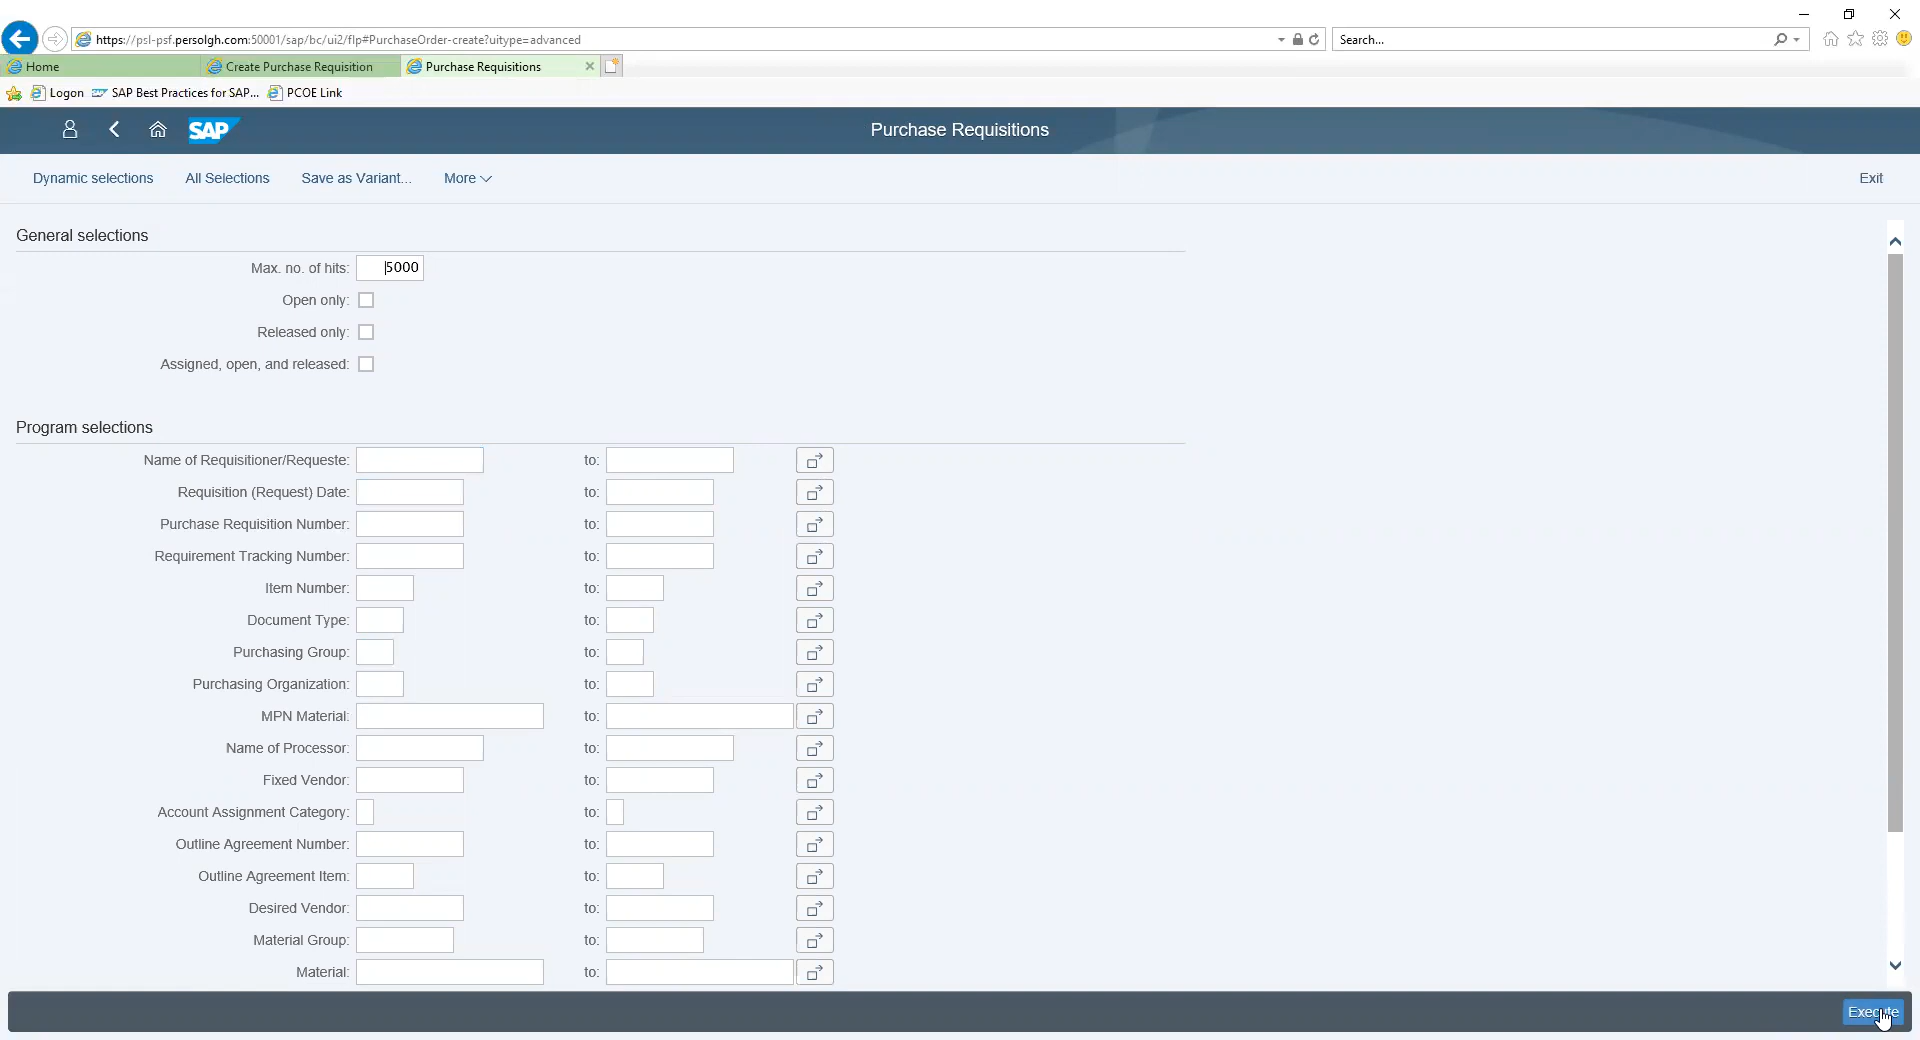 https://psl-psf.persolgh.com:50001/sap/bc/ui2/flp#PurchaseOrder-create?uitype=advanced
Search...
Home
Create Purchase Requisition
Purchase Requisitions
Logon
SAP Best Practices for SAP...
PCOE Link
SAP
Purchase Requisitions
Dynamic selections
All Selections
Save as Variant...
More
Exit
General selections
Max. no. of hits: 5000
Open only:
Released only:
Assigned, open, and released:
Program selections
Name of Requisitioner/Requeste: to:
Requisition (Request) Date: to:
Purchase Requisition Number: to:
Requirement Tracking Number: to:
Item Number: to:
Document Type: to:
Purchasing Group: to:
Purchasing Organization: to:
MPN Material: to:
Name of Processor: to:
Fixed Vendor: to:
Account Assignment Category: to:
Outline Agreement Number: to:
Outline Agreement Item: to:
Desired Vendor: to:
Material Group: to:
Material: to:
Execute